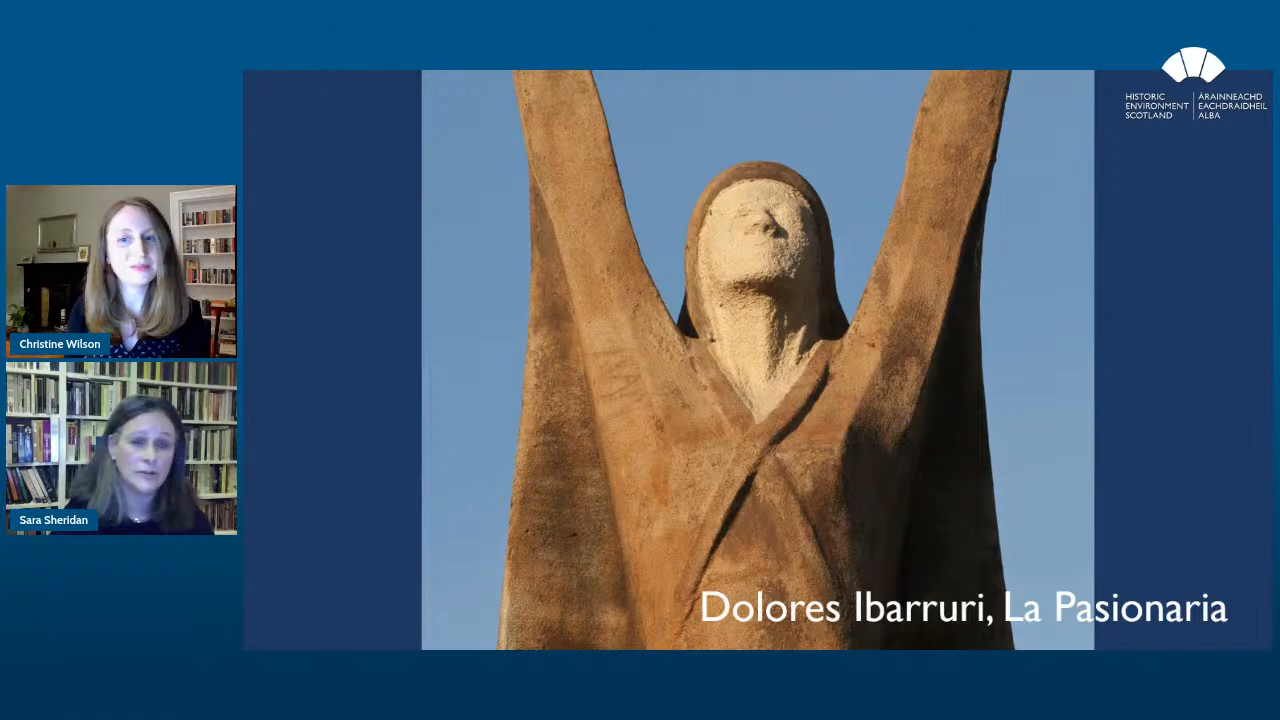 HISTORIC
ENVIRONMENT
SCOTLAND
ÀRAINNEACHD
EACHDRAIDHEIL
ALBA
Christine Wilson
Sara Sheridan
Dolores Ibarruri, La Pasionaria